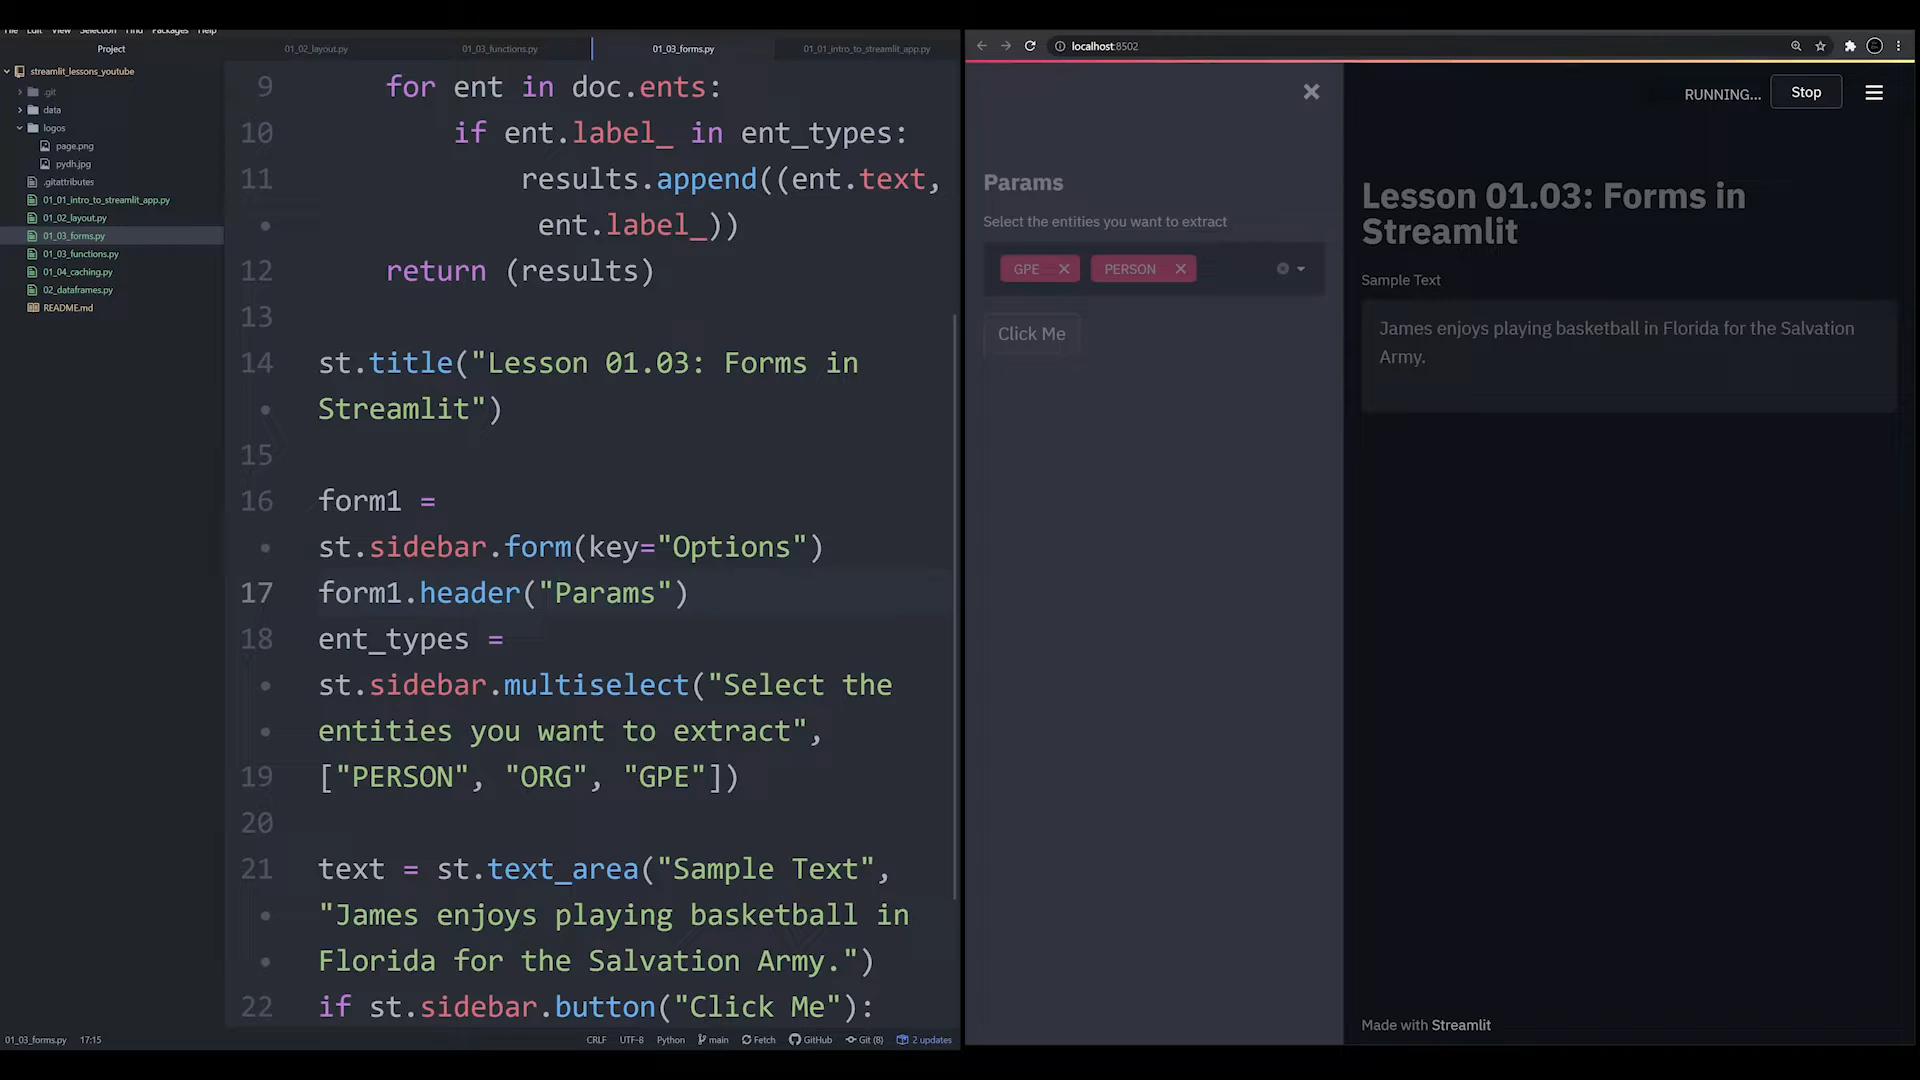 File Edit View Selection Find Packages Help
Project
streamlit_lessons_youtube
.git
data
logos
page.png
pydh.jpg
.gitattributes
01_01_intro_to_streamlit_app.py
01_02_layout.py
01_03_forms.py
01_03_functions.py
01_04_caching.py
02_dataframes.py
README.md
01_02_layout.py 01_03_functions.py 01_03_forms.py 01_01_intro_to_streamlit_app.py
9 for ent in doc.ents:
10 if ent.label_ in ent_types:
11 results.append((ent.text,
• ent.label_))
12 return (results)
13
14 st.title("Lesson 01.03: Forms in
• Streamlit")
15
16 form1 =
• st.sidebar.form(key="Options")
17 form1.header("Params")
18 ent_types =
• st.sidebar.multiselect("Select the
• entities you want to extract",
19 ["PERSON", "ORG", "GPE"])
20
21 text = st.text_area("Sample Text",
• "James enjoys playing basketball in
• Florida for the Salvation Army.")
22 if st.sidebar.button("Click Me"):
01_03_forms.py 17:15 CRLF UTF-8 Python main Fetch GitHub Git (8) 2 updates
localhost:8502
Params
Select the entities you want to extract
GPE PERSON
Click Me
RUNNING... Stop
Lesson 01.03: Forms in
Streamlit
Sample Text
James enjoys playing basketball in Florida for the Salvation
Army.
Made with Streamlit